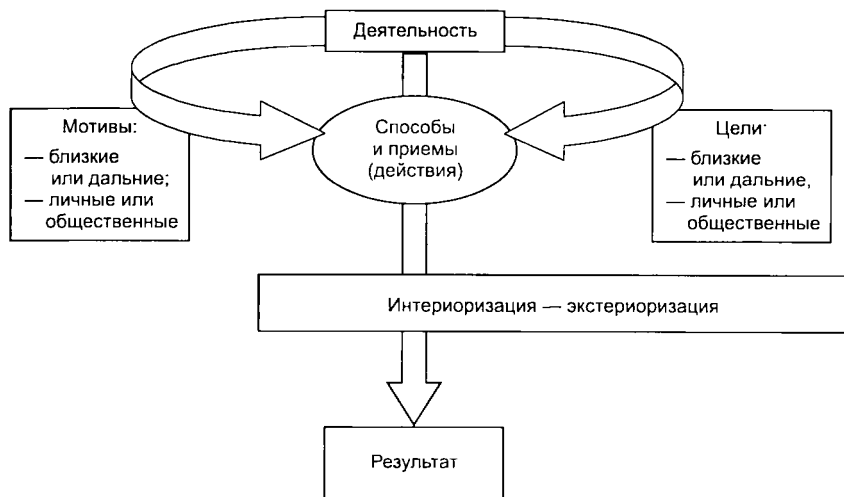 Деятельность
Мотивы:
— близкие
или дальние;
— личные или
общественные
Способы
и приемы
(действия)
Цели:
— близкие
или дальние,
— личные или
общественные
Интериоризация — экстериоризация
Результат